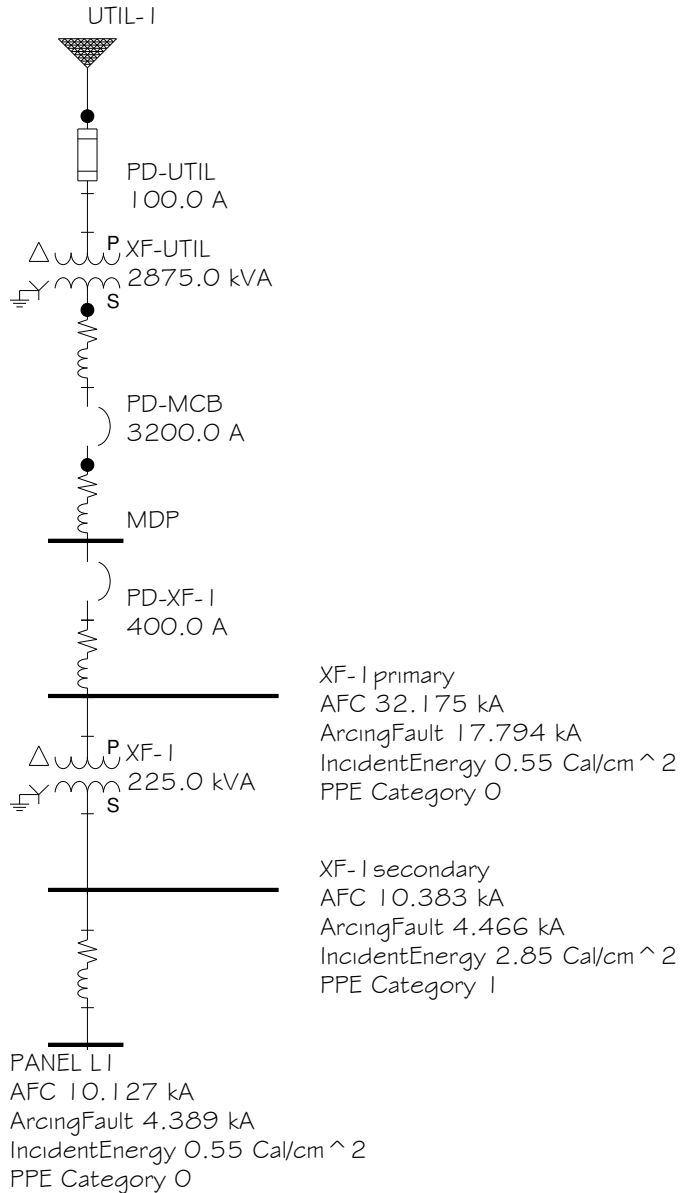 UTIL-1
PD-UTIL
100.0 A
P
XF-UTIL
2875.0 kVA
S
PD-MCB
3200.0 A
MDP
PD-XF-1
400.0 A
XF-1primary
AFC 32.175 kA
ArcingFault 17.794 kA
IncidentEnergy 0.55 Cal/cm^2
PPE Category 0
P
XF-1
225.0 kVA
S
XF-1secondary
AFC 10.383 kA
ArcingFault 4.466 kA
IncidentEnergy 2.85 Cal/cm^2
PPE Category 1
PANEL L1
AFC 10.127 kA
ArcingFault 4.389 kA
IncidentEnergy 0.55 Cal/cm^2
PPE Category 0